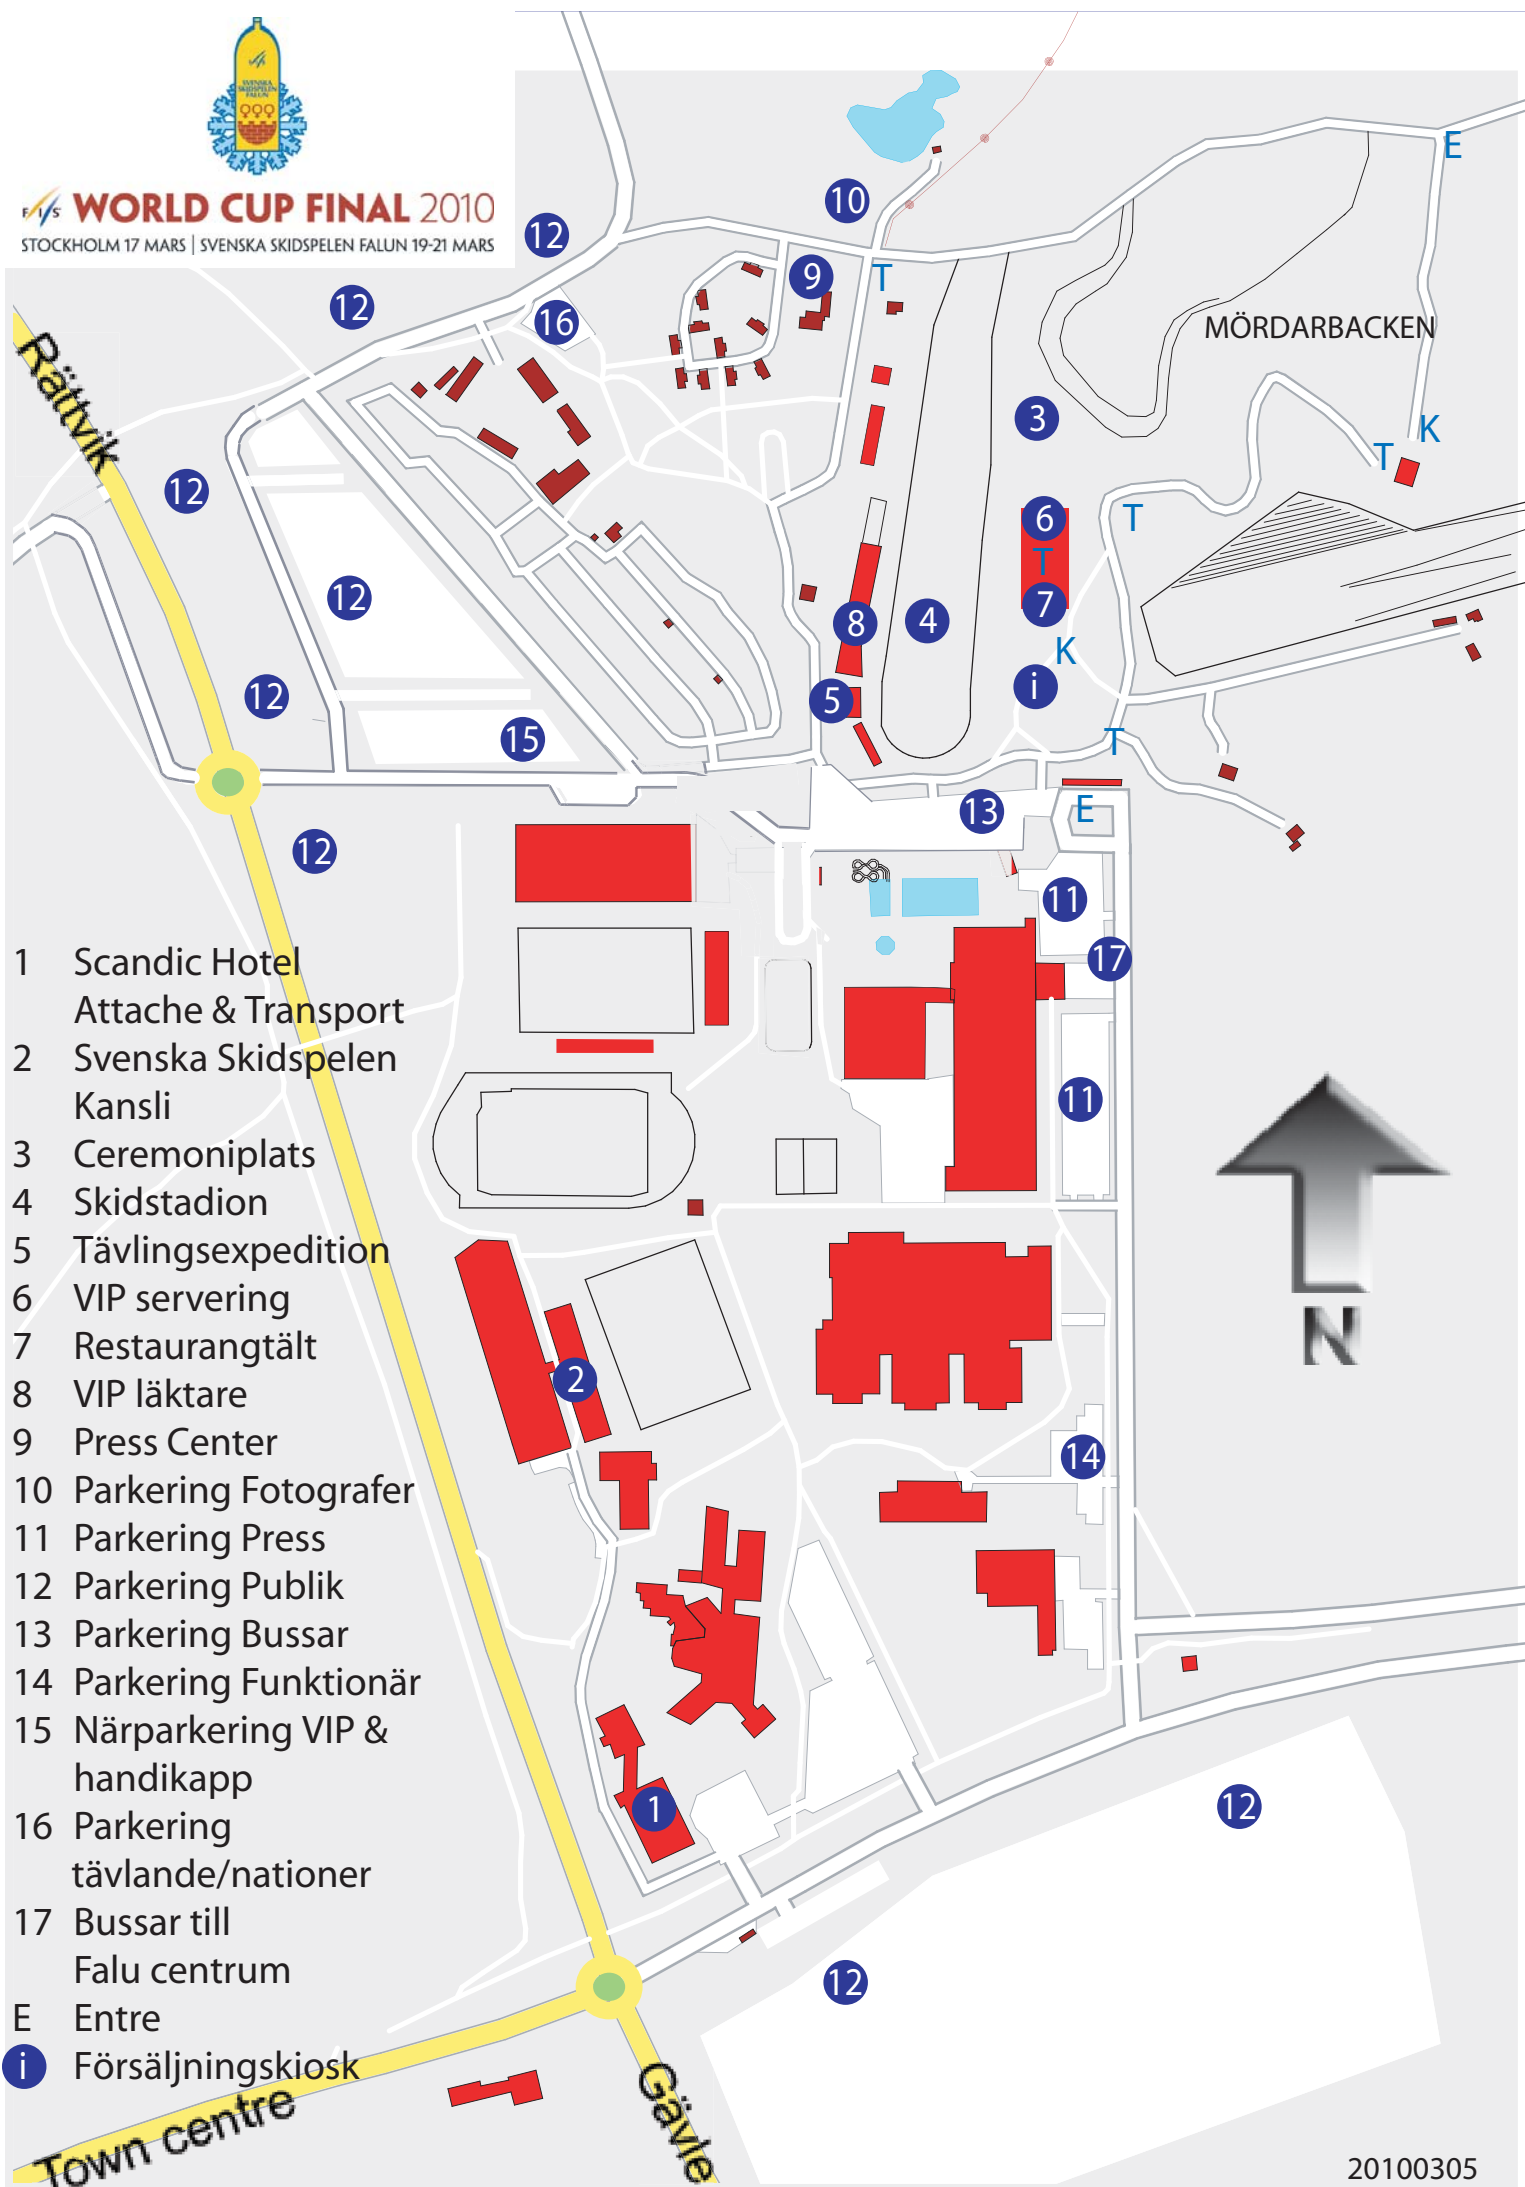 SVENSKA
SKIDSPELEN
FALUN
F/I/S WORLD CUP FINAL 2010
STOCKHOLM 17 MARS | SVENSKA SKIDSPELEN FALUN 19-21 MARS
E
10
12
9
T
12
16
MÖRDARBACKEN
Rättvik
3
K
T
12
6
T
T
12
7
8
4
K
i
12
5
15
T
13
E
12
11
17
11
1 Scandic Hotel
Attache & Transport
2 Svenska Skidspelen
Kansli
3 Ceremoniplats
4 Skidstadion
5 Tävlingsexpedition
6 VIP servering
7 Restaurangtält
8 VIP läktare
9 Press Center
10 Parkering Fotografer
11 Parkering Press
12 Parkering Publik
13 Parkering Bussar
14 Parkering Funktionär
15 Närparkering VIP &
handikapp
16 Parkering
tävlande/nationer
17 Bussar till
Falu centrum
E Entre
i Försäljningskiosk
N
2
14
1
12
12
Town centre
Gävle
20100305